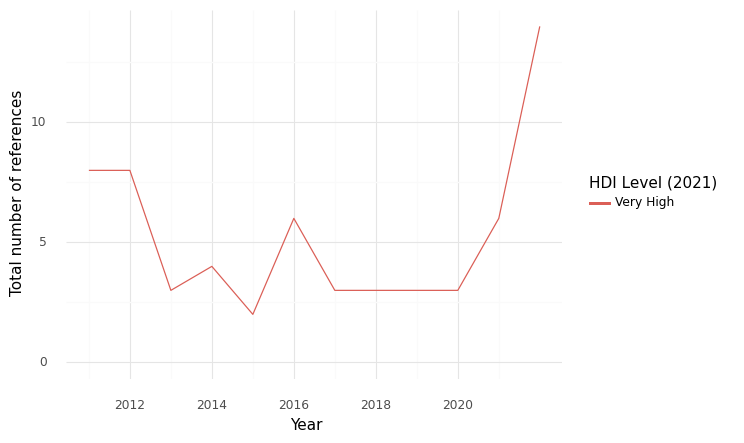 Total number of references
10
5
0
2012 2014 2016 2018 2020
Year
HDI Level (2021)
Very High